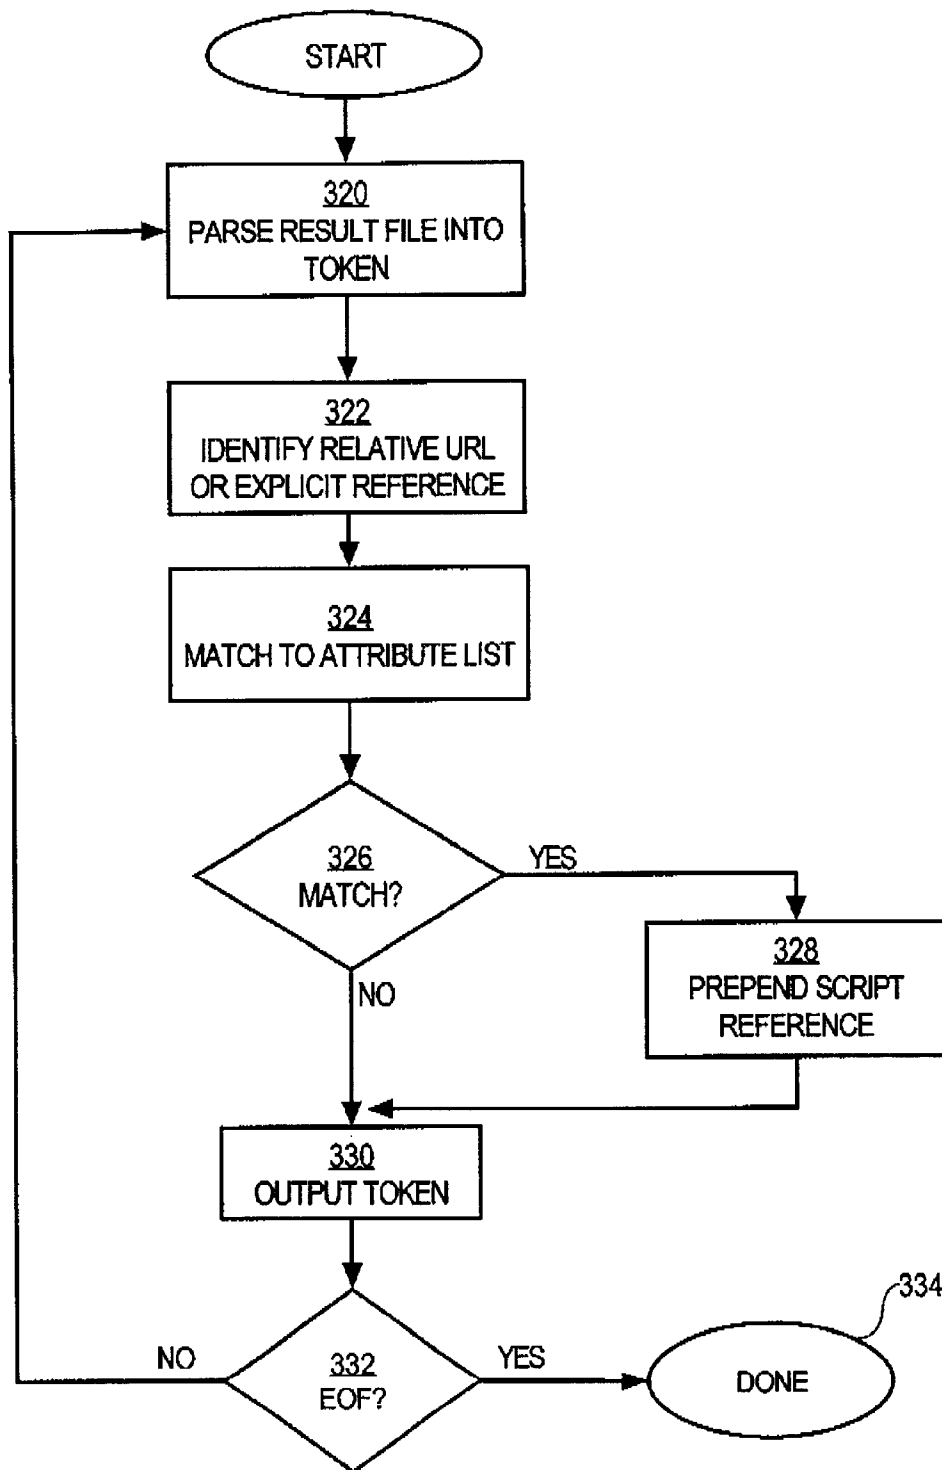 START
320
PARSE RESULT FILE INTO
TOKEN
322
IDENTIFY RELATIVE URL
OR EXPLICIT REFERENCE
324
MATCH TO ATTRIBUTE LIST
326
MATCH?
YES
NO
328
PREPEND SCRIPT
REFERENCE
330
OUTPUT TOKEN
332
EOF?
NO
YES
334
DONE